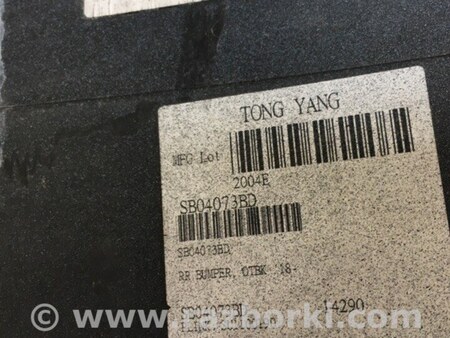 TONG YANG
MFG Lot
2004E
SB04073BD
SB04073BD
RR BUMPER, OTBK 18-
14290
www.razborki.com